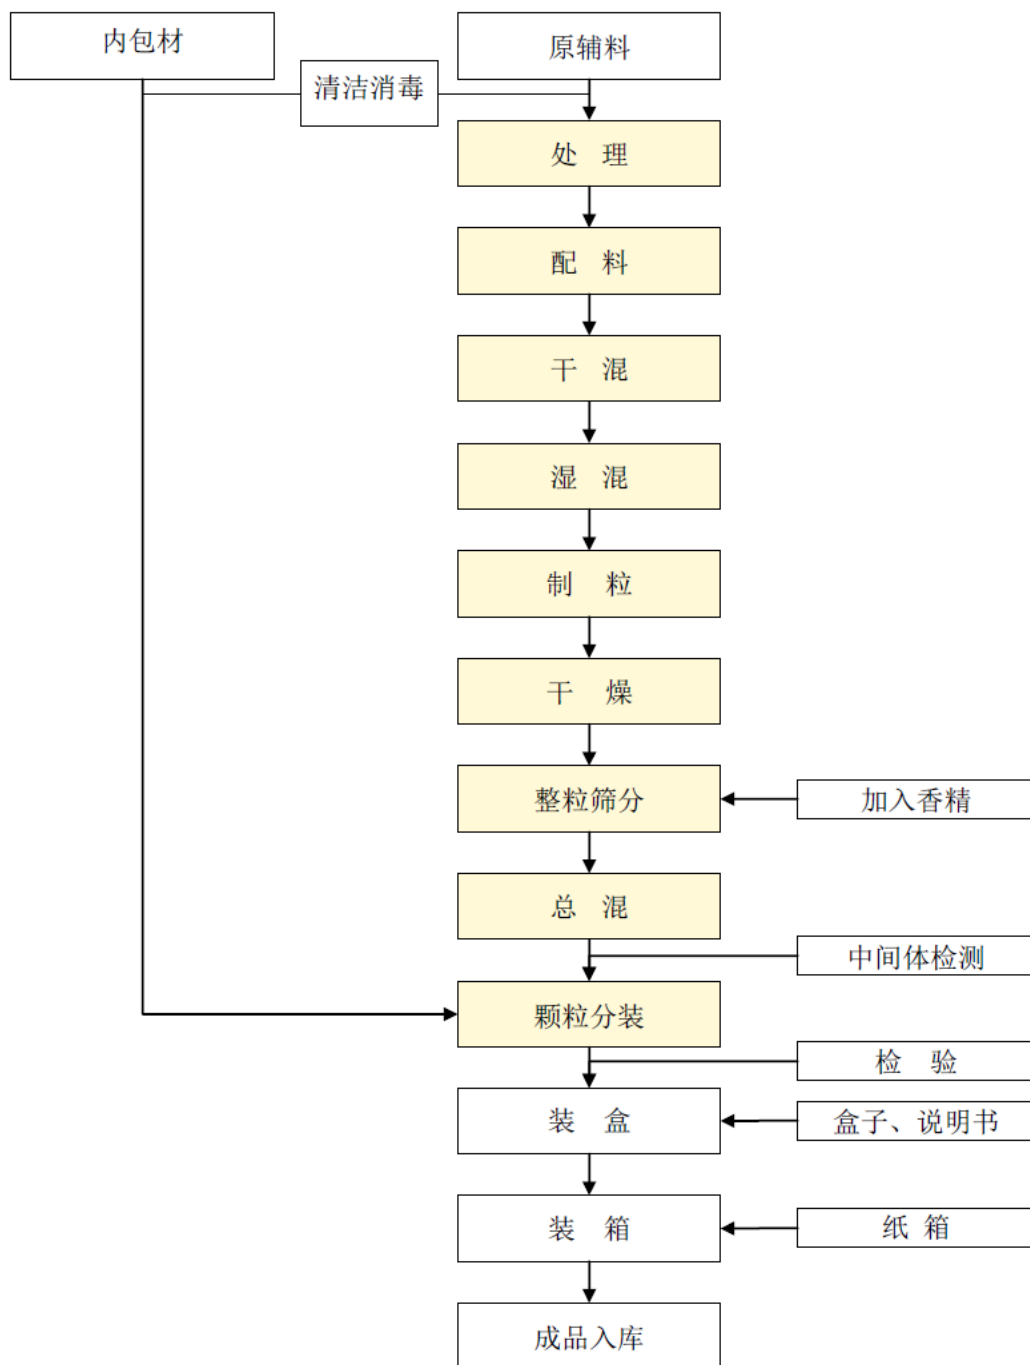 内包材
原辅料
清洁消毒
处 理
配 料
干 混
湿 混
制 粒
干 燥
整粒筛分
加入香精
总 混
中间体检测
颗粒分装
检 验
装 盒
盒子、说明书
装 箱
纸 箱
成品入库